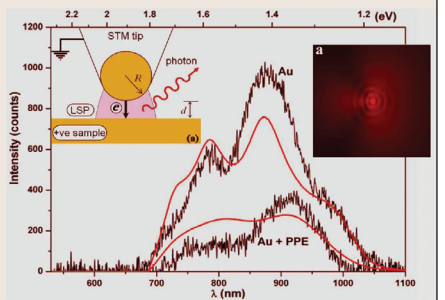 2.2 2 1.8 1.6 1.4 1.2 (eV)
1200
1000
800
600
400
200
0
Intensity (counts)
STM tip
R
photon
LSP
e
d
+ve sample
(a)
Au
a
Au + PPE
600 700 800 900 1000 1100
λ (nm)